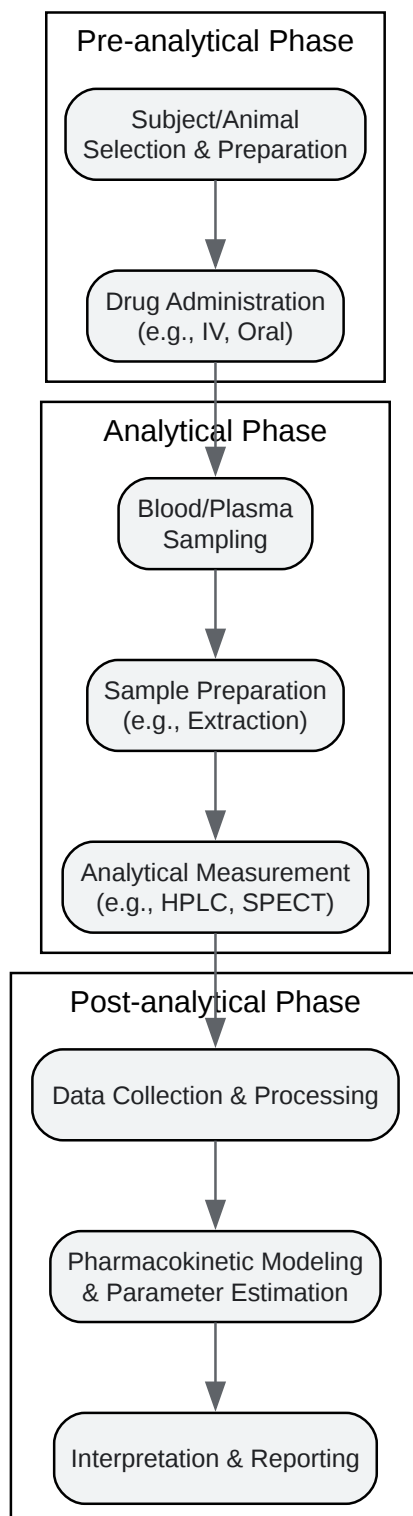 Pre-analytical Phase
Subject/Animal
Selection & Preparation
Drug Administration
(e.g., IV, Oral)
Analytical Phase
Blood/Plasma
Sampling
Sample Preparation
(e.g., Extraction)
Analytical Measurement
(e.g., HPLC, SPECT)
Post-analytical Phase
Data Collection & Processing
Pharmacokinetic Modeling
& Parameter Estimation
Interpretation & Reporting